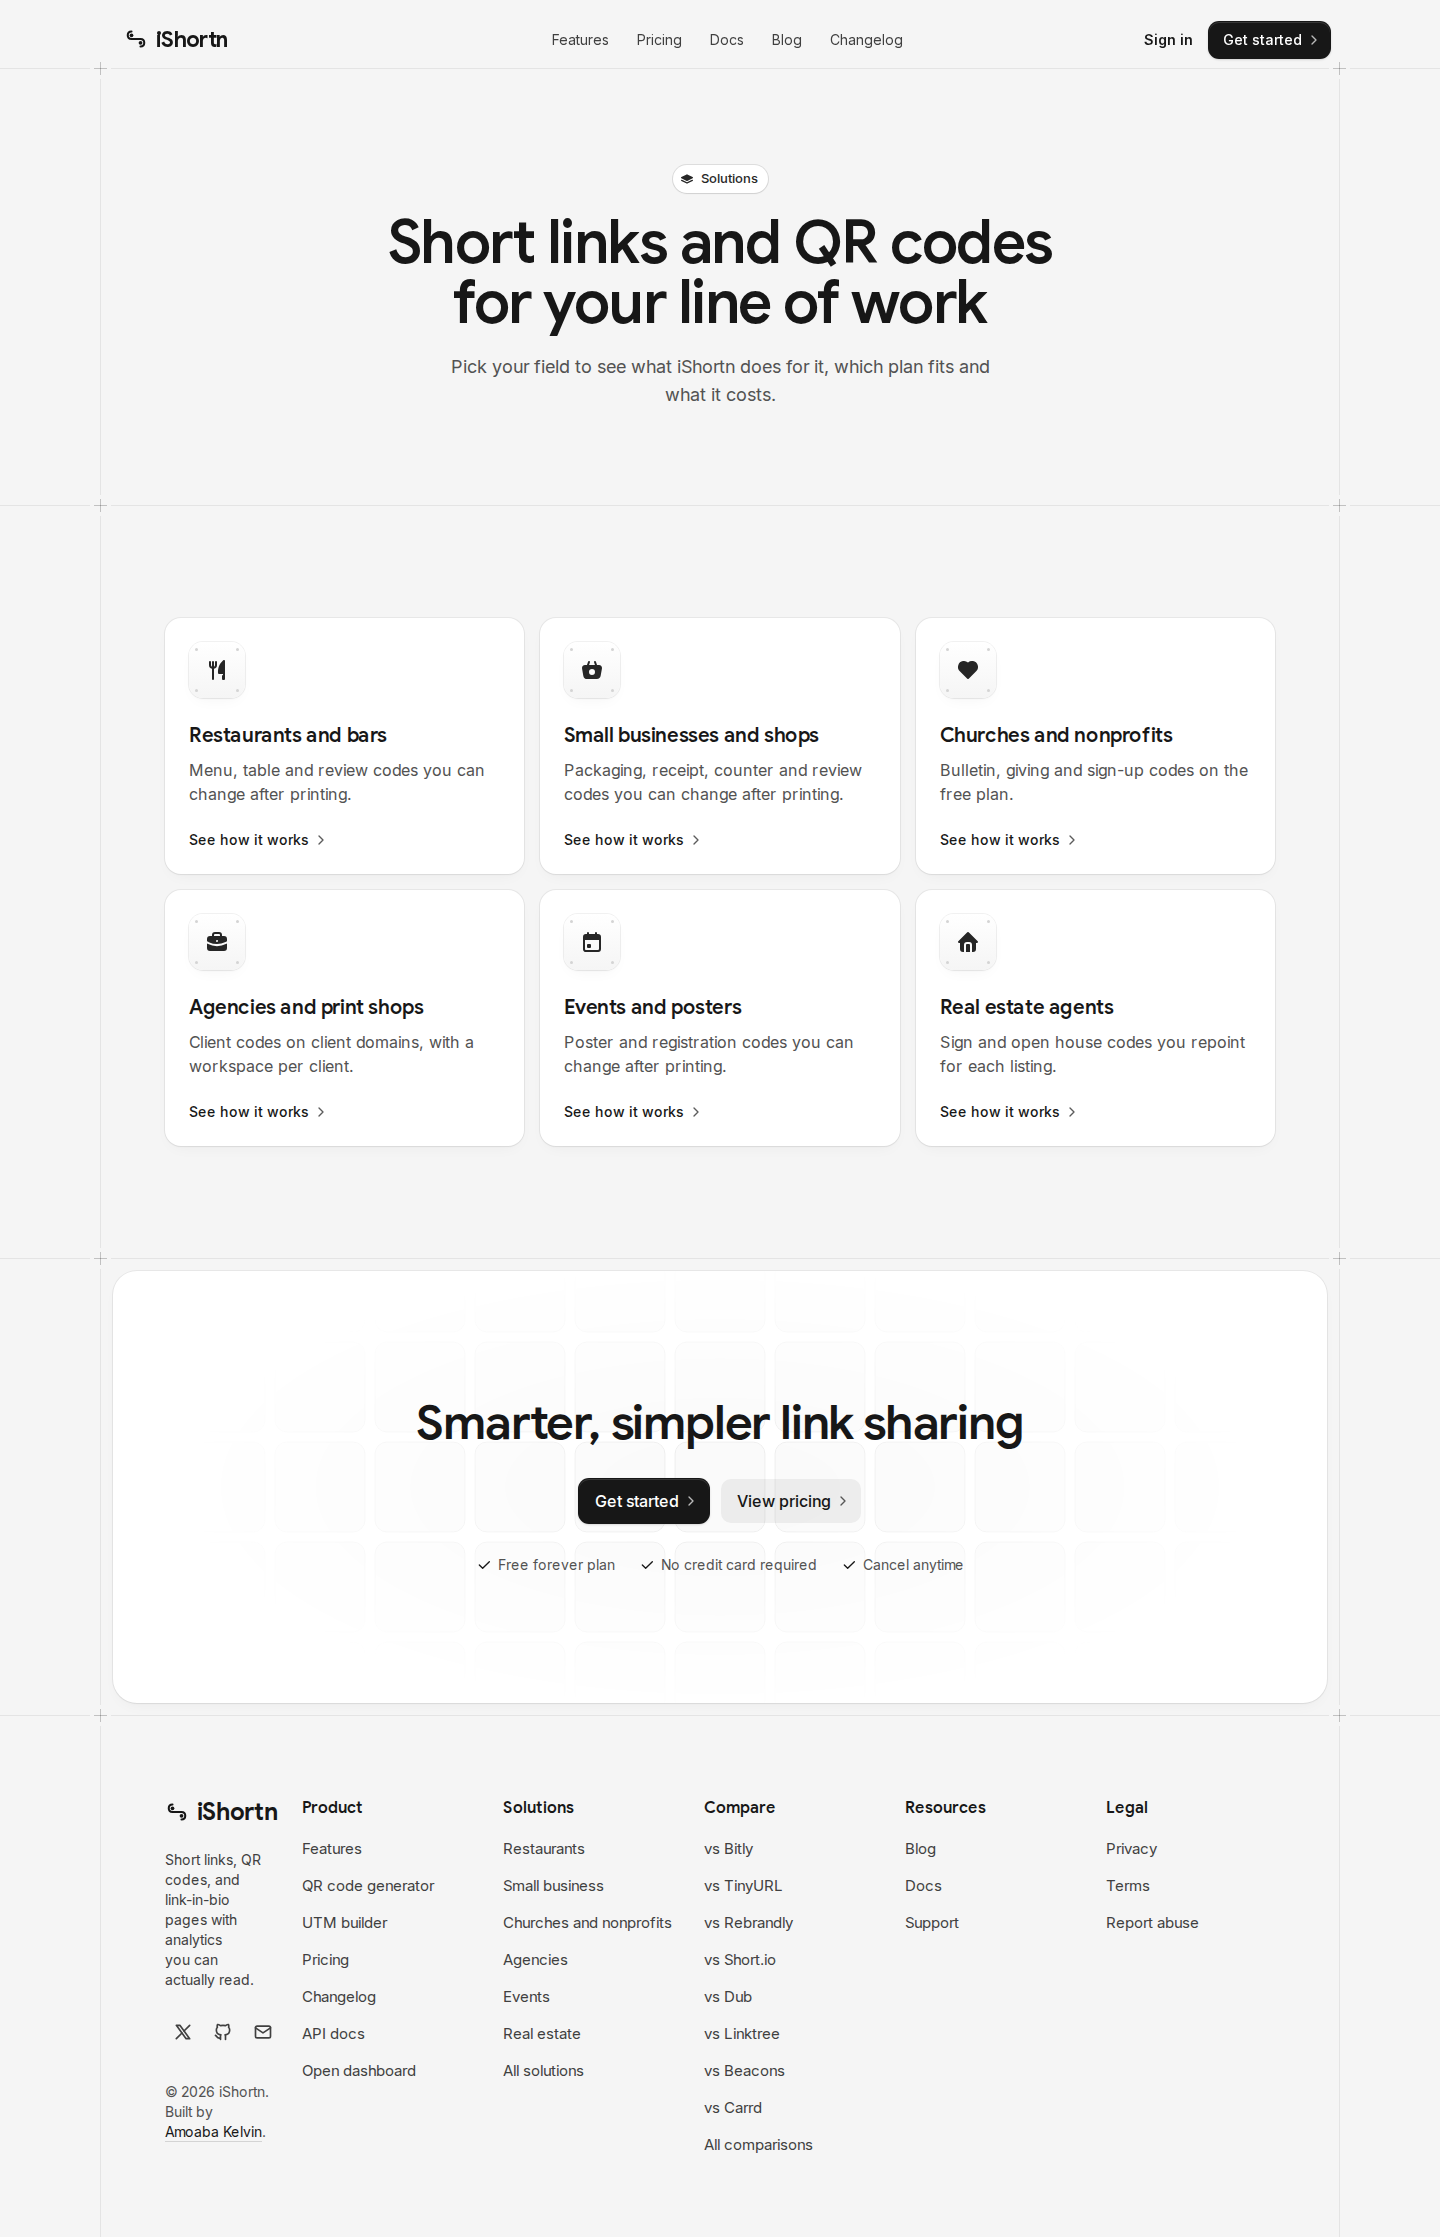 iShortn
Features
Pricing
Docs
Blog
Changelog
Sign in
Get started
Solutions
Short links and QR codes
for your line of work
Pick your field to see what iShortn does for it, which plan fits and
what it costs.
Restaurants and bars
Menu, table and review codes you can
change after printing.
See how it works
Small businesses and shops
Packaging, receipt, counter and review
codes you can change after printing.
See how it works
Churches and nonprofits
Bulletin, giving and sign-up codes on the
free plan.
See how it works
Agencies and print shops
Client codes on client domains, with a
workspace per client.
See how it works
Events and posters
Poster and registration codes you can
change after printing.
See how it works
Real estate agents
Sign and open house codes you repoint
for each listing.
See how it works
Smarter, simpler link sharing
Get started
View pricing
Free forever plan
No credit card required
Cancel anytime
iShortn
Short links, QR
codes, and
link-in-bio
pages with
analytics
you can
actually read.
© 2026 iShortn.
Built by
Amoaba Kelvin.
Product
Features
QR code generator
UTM builder
Pricing
Changelog
API docs
Open dashboard
Solutions
Restaurants
Small business
Churches and nonprofits
Agencies
Events
Real estate
All solutions
Compare
vs Bitly
vs TinyURL
vs Rebrandly
vs Short.io
vs Dub
vs Linktree
vs Beacons
vs Carrd
All comparisons
Resources
Blog
Docs
Support
Legal
Privacy
Terms
Report abuse